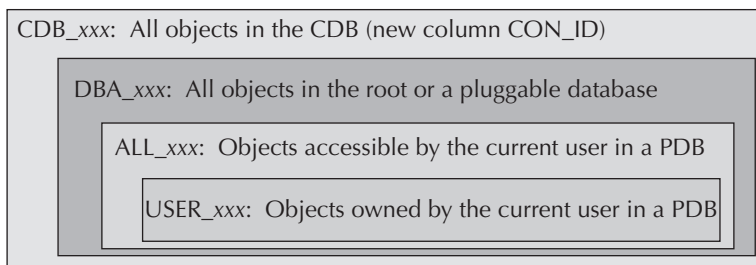 CDB_xxx: All objects in the CDB (new column CON_ID)
DBA_xxx: All objects in the root or a pluggable database
ALL_xxx: Objects accessible by the current user in a PDB
USER_xxx: Objects owned by the current user in a PDB